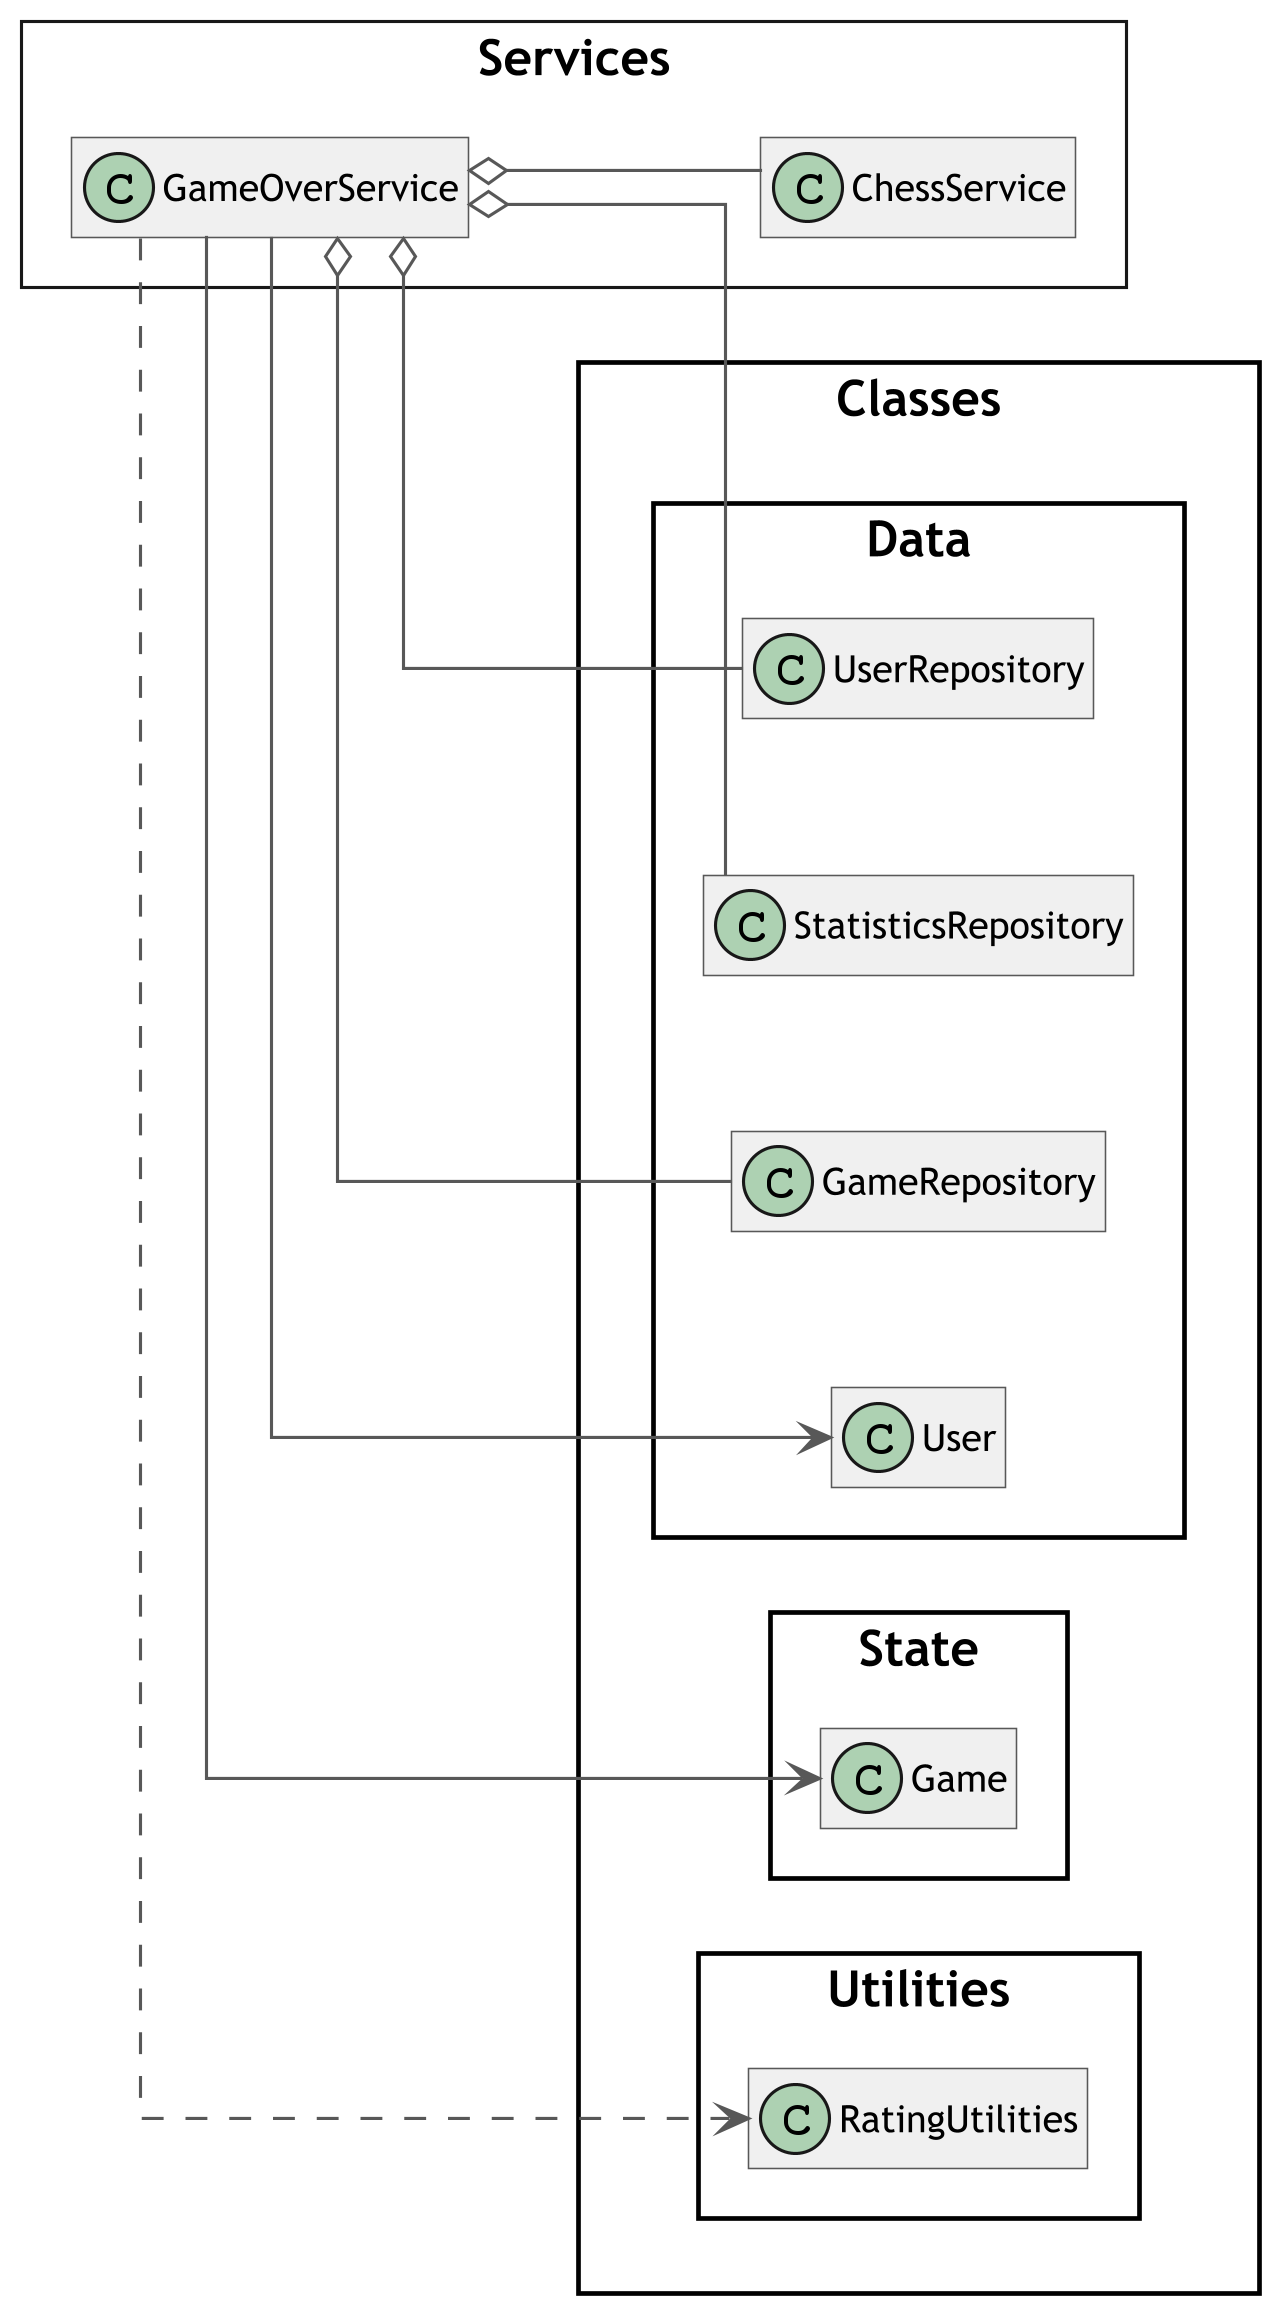 Services
C GameOverService
C ChessService
Classes
Data
C UserRepository
C StatisticsRepository
C GameRepository
C User
State
C Game
Utilities
C RatingUtilities